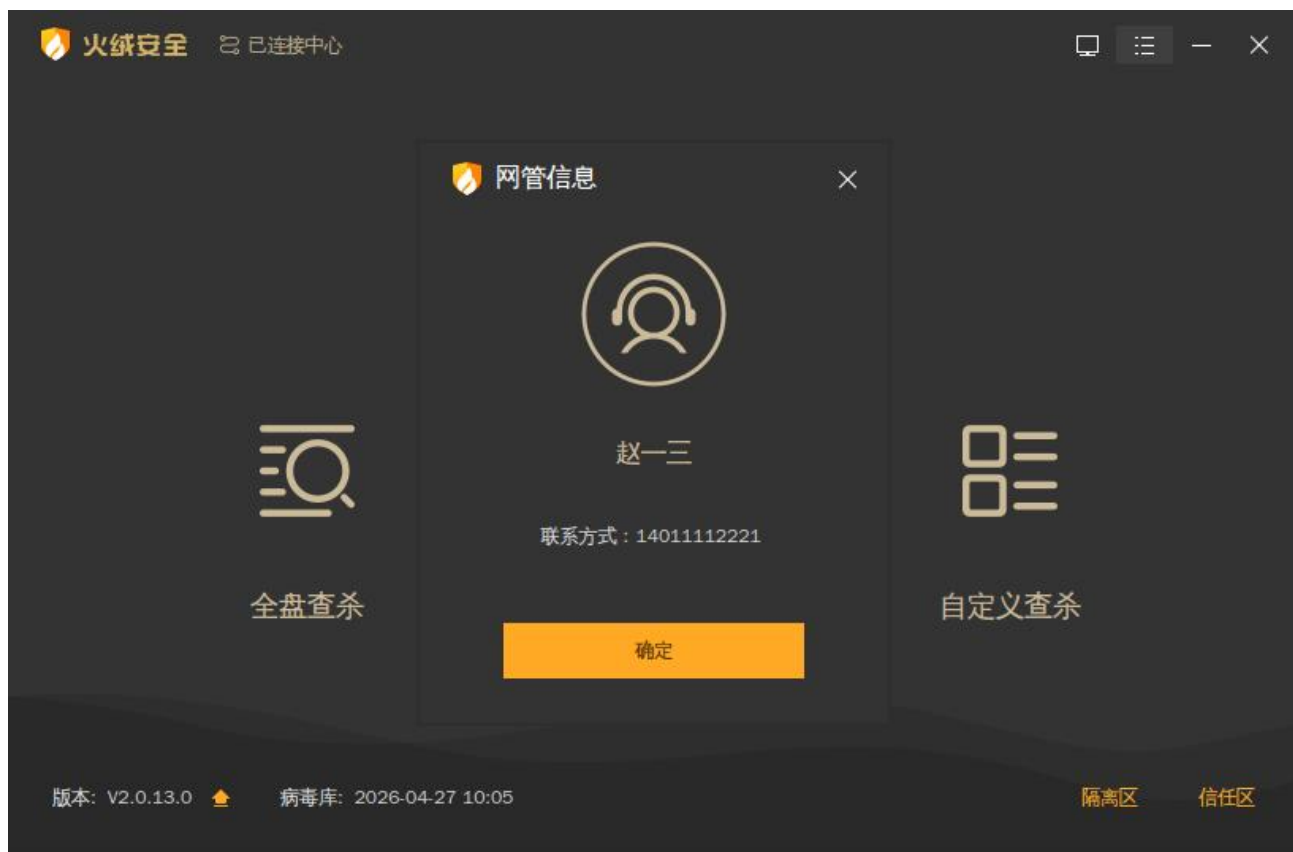 火绒安全 已连接中心
网管信息
赵一三
联系方式：14011112221
全盘查杀
自定义查杀
确定
版本: V2.0.13.0 病毒库: 2026-04-27 10:05 隔离区 信任区